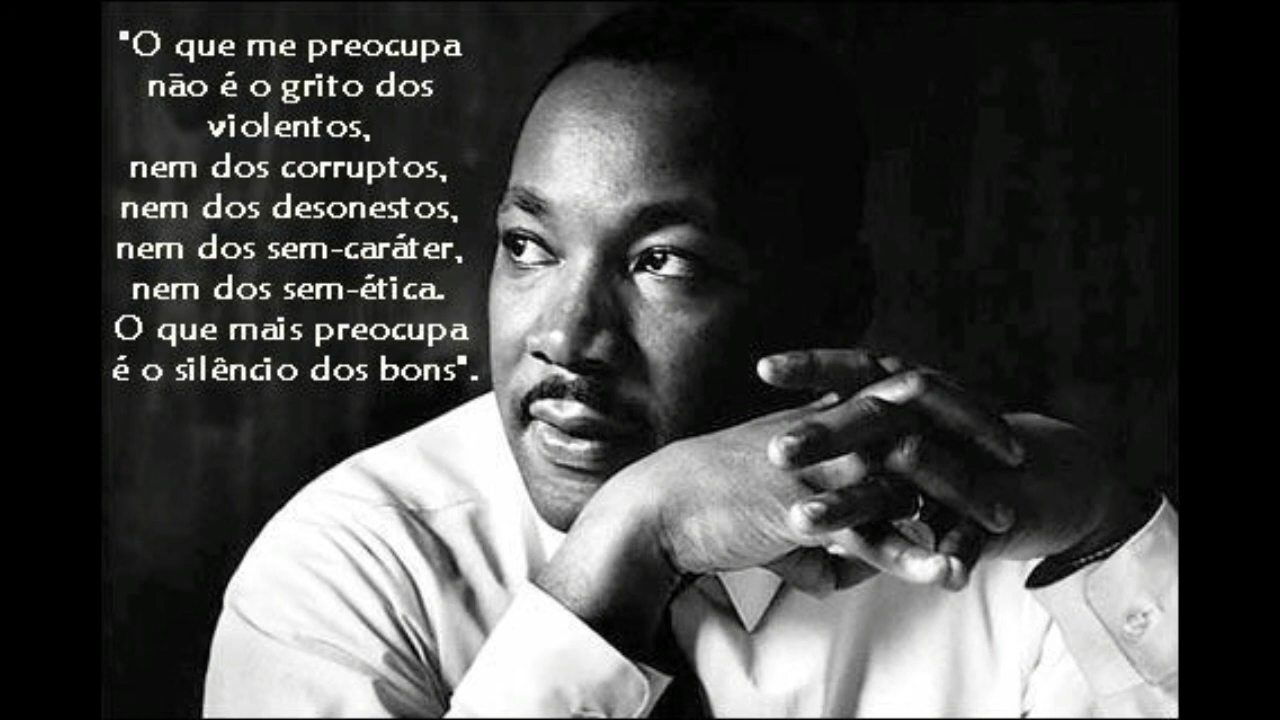 "O que me preocupa
não é o grito dos
violentos,
nem dos corruptos,
nem dos desonestos,
nem dos sem-caráter,
nem dos sem-ética.
O que mais preocupa
é o silêncio dos bons".